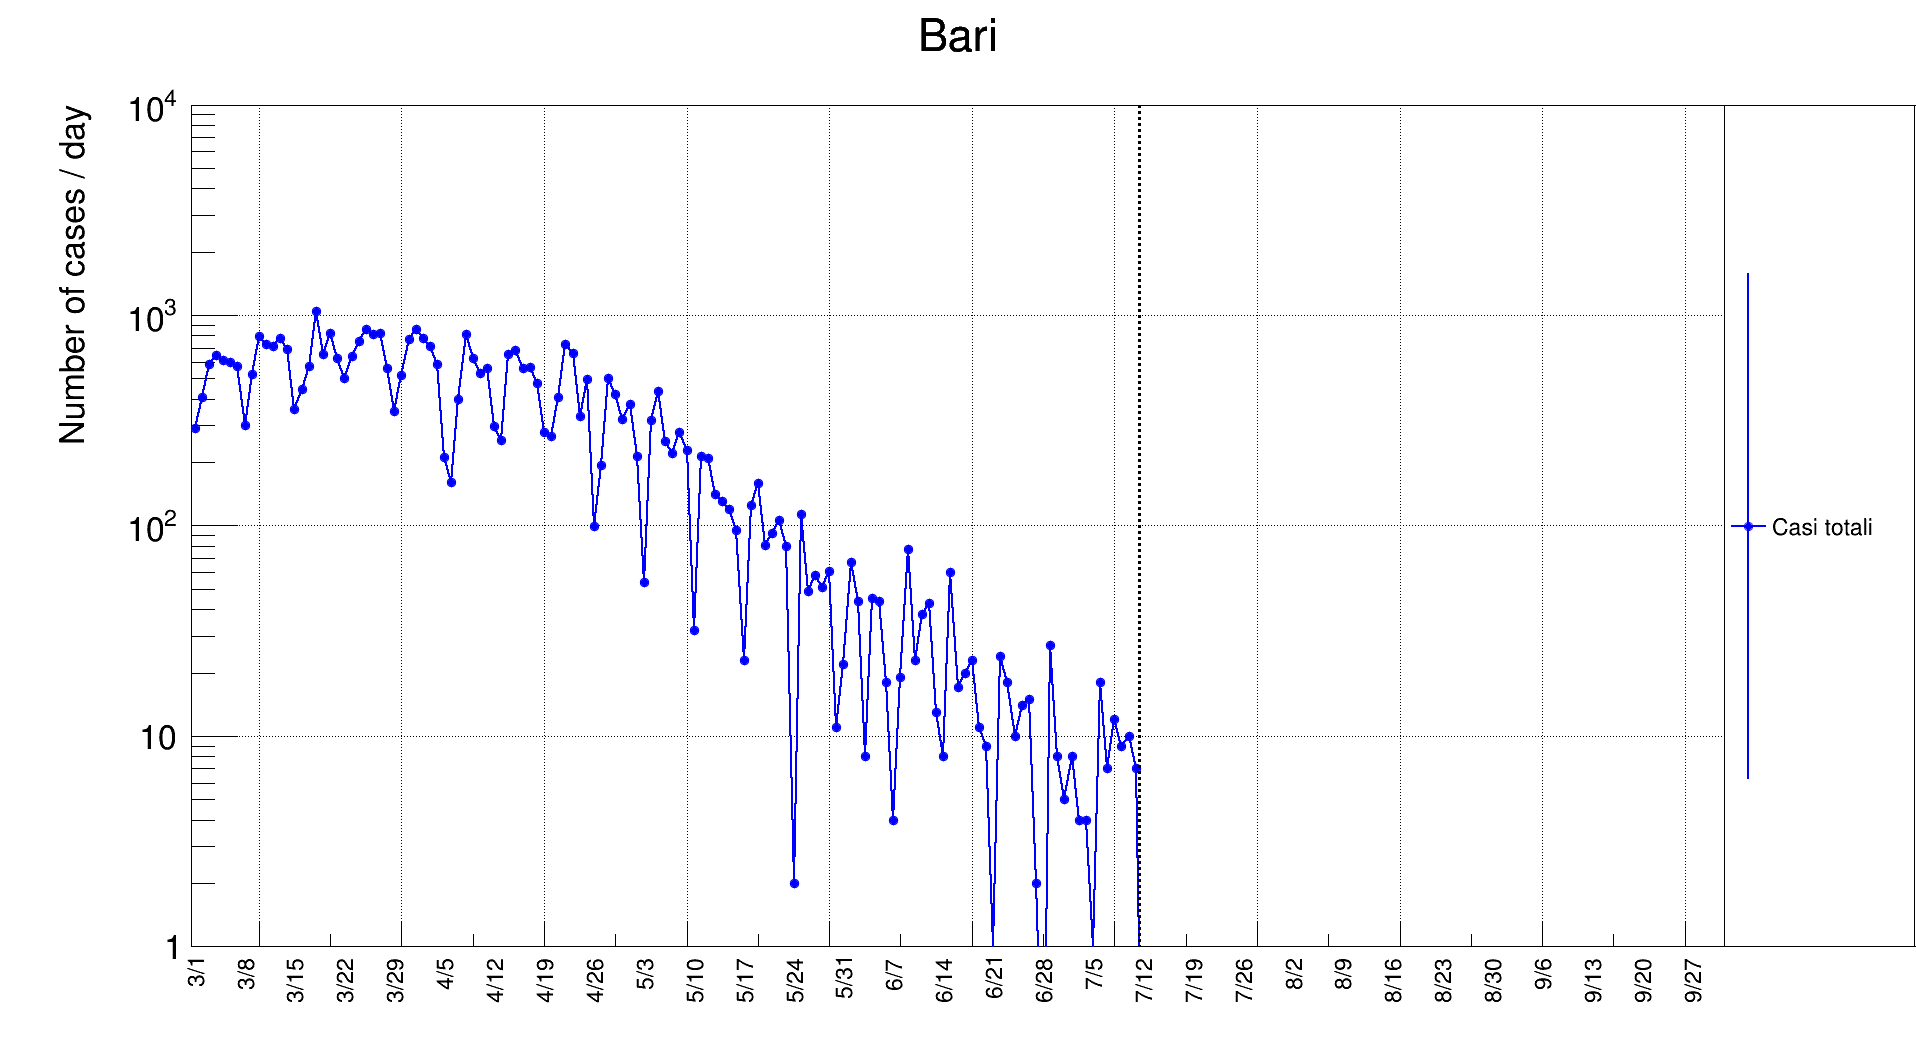 Bari
Number of cases / day
10^4
10^3
10^2
10
1
3/1 3/8 3/15 3/22 3/29 4/5 4/12 4/19 4/26 5/3 5/10 5/17 5/24 5/31 6/7 6/14 6/21 6/28 7/5 7/12 7/19 7/26 8/2 8/9 8/16 8/23 8/30 9/6 9/13 9/20 9/27
Casi totali